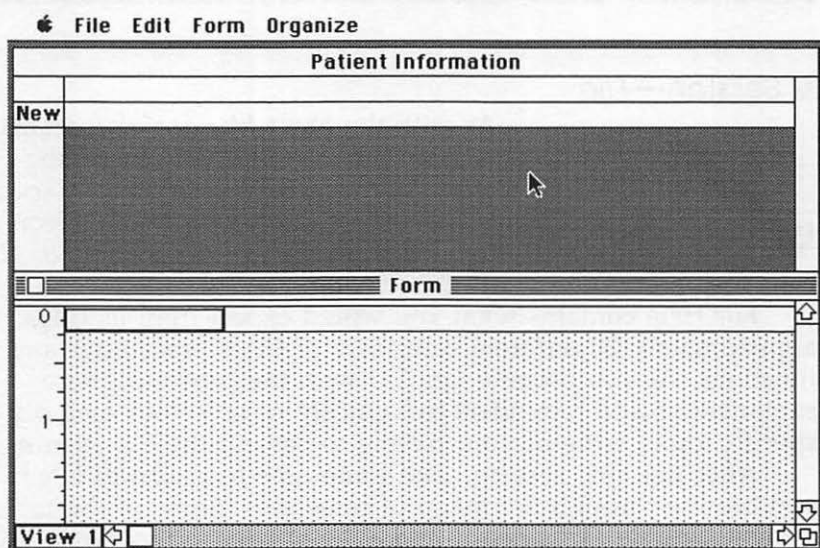 File Edit Form Organize
Patient Information
New
Form
0
1
View 1